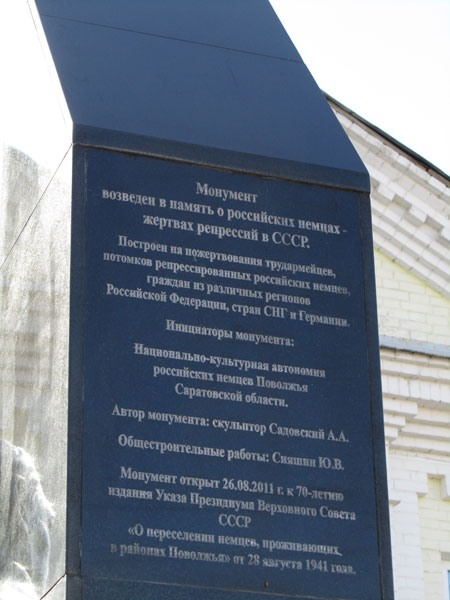 Монумент
возведен в память о российских немцах -
жертвах репрессий в СССР.
Построен на пожертвования трудармейцев,
потомков репрессированных российских немцев,
граждан из различных регионов
Российской Федерации, стран СНГ и Германии.
Инициаторы монумента:
Национально-культурная автономия
российских немцев Поволжья
Саратовской области.
Автор монумента: скульптор Садовский А.А.
Общестроительные работы: Сияшин Ю.В.
Монумент открыт 26.08.2011 г. к 70-летию
издания Указа Президиума Верховного Совета
СССР
«О переселении немцев, проживающих
в районах Поволжья» от 28 августа 1941 года.